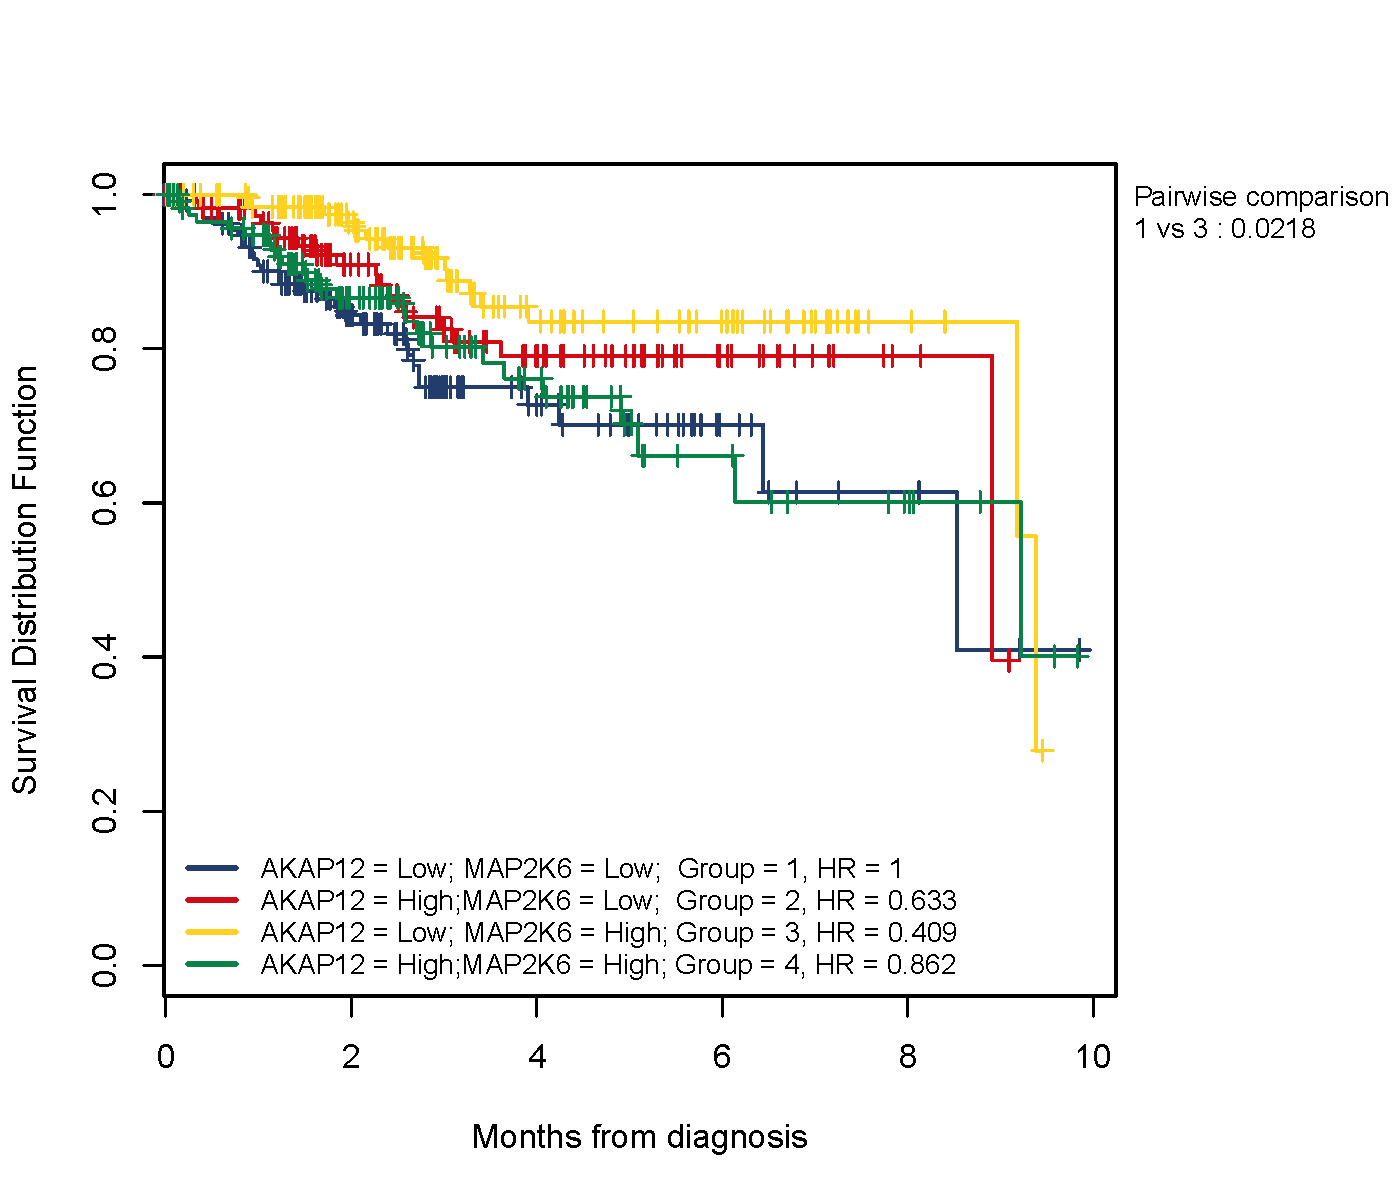 Pairwise comparison
1 vs 3 : 0.0218
Survival Distribution Function
1.0
0.8
0.6
0.4
0.2
0.0
AKAP12 = Low; MAP2K6 = Low;  Group = 1, HR = 1
AKAP12 = High;MAP2K6 = Low;  Group = 2, HR = 0.633
AKAP12 = Low; MAP2K6 = High; Group = 3, HR = 0.409
AKAP12 = High;MAP2K6 = High; Group = 4, HR = 0.862
0 2 4 6 8 10
Months from diagnosis